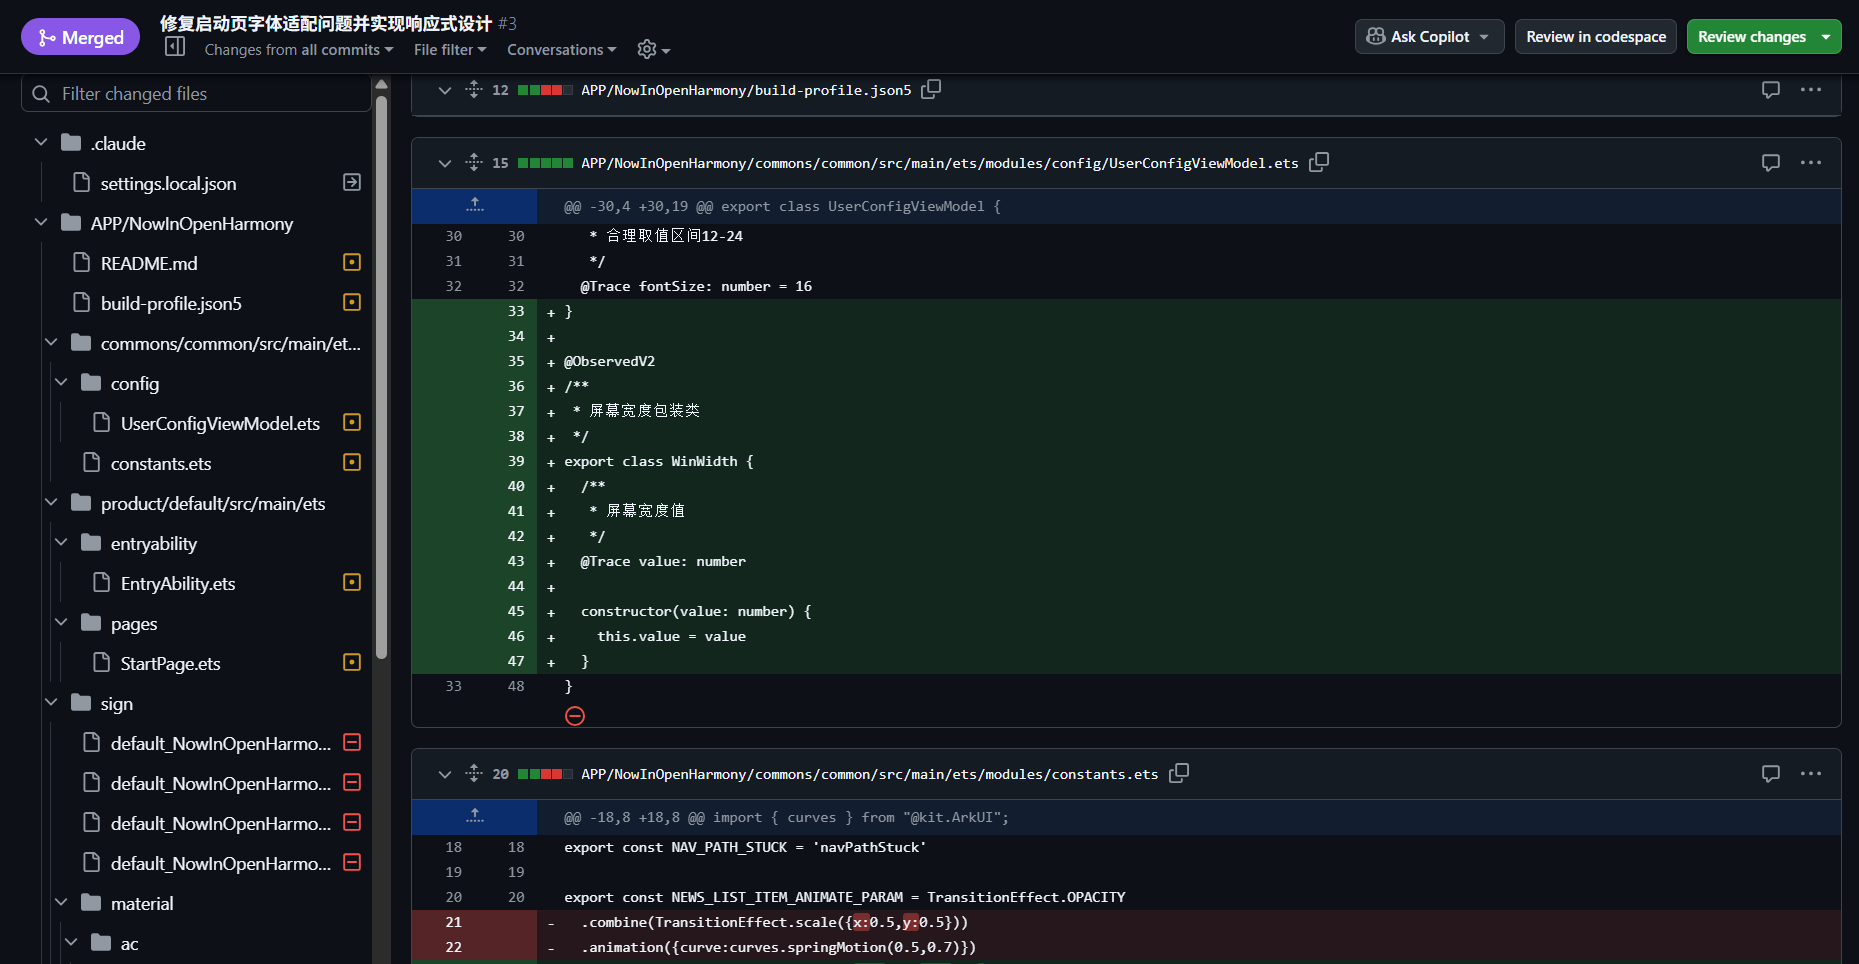 Merged
修复启动页字体适配问题并实现响应式设计 #3
Changes from all commits
File filter
Conversations
Ask Copilot
Review in codespace
Review changes
Filter changed files
.claude
settings.local.json
APP/NowInOpenHarmony
README.md
build-profile.json5
commons/common/src/main/et...
config
UserConfigViewModel.ets
constants.ets
product/default/src/main/ets
entryability
EntryAbility.ets
pages
StartPage.ets
sign
default_NowInOpenHarmo...
default_NowInOpenHarmo...
default_NowInOpenHarmo...
default_NowInOpenHarmo...
material
ac
12 APP/NowInOpenHarmony/build-profile.json5
15 APP/NowInOpenHarmony/commons/common/src/main/ets/modules/config/UserConfigViewModel.ets
@@ -30,4 +30,19 @@ export class UserConfigViewModel {
30 30 * 合理取值区间12-24
31 31 */
32 32 @Trace fontSize: number = 16
33 + }
34 +
35 + @ObservedV2
36 + /**
37 + * 屏幕宽度包装类
38 + */
39 + export class WinWidth {
40 + /**
41 + * 屏幕宽度值
42 + */
43 + @Trace value: number
44 +
45 + constructor(value: number) {
46 + this.value = value
47 + }
33 48 }
20 APP/NowInOpenHarmony/commons/common/src/main/ets/modules/constants.ets
@@ -18,8 +18,8 @@ import { curves } from "@kit.ArkUI";
18 18 export const NAV_PATH_STUCK = 'navPathStuck'
19 19
20 20 export const NEWS_LIST_ITEM_ANIMATE_PARAM = TransitionEffect.OPACITY
21 - .combine(TransitionEffect.scale({x:0.5,y:0.5}))
22 - .animation({curve:curves.springMotion(0.5,0.7)})